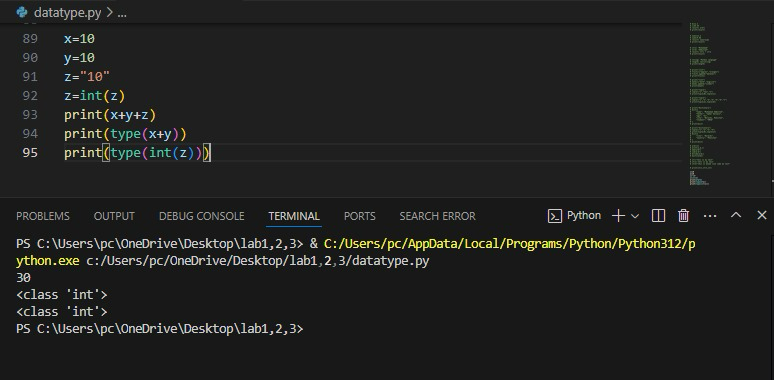 datatype.py > ...
89 x=10
90 y=10
91 z="10"
92 z=int(z)
93 print(x+y+z)
94 print(type(x+y))
95 print(type(int(z)))
PROBLEMS OUTPUT DEBUG CONSOLE TERMINAL PORTS SEARCH ERROR Python
PS C:\Users\pc\OneDrive\Desktop\lab1,2,3> & C:/Users/pc/AppData/Local/Programs/Python/Python312/p
ython.exe c:/Users/pc/OneDrive/Desktop/lab1,2,3/datatype.py
30
<class 'int'>
<class 'int'>
PS C:\Users\pc\OneDrive\Desktop\lab1,2,3>